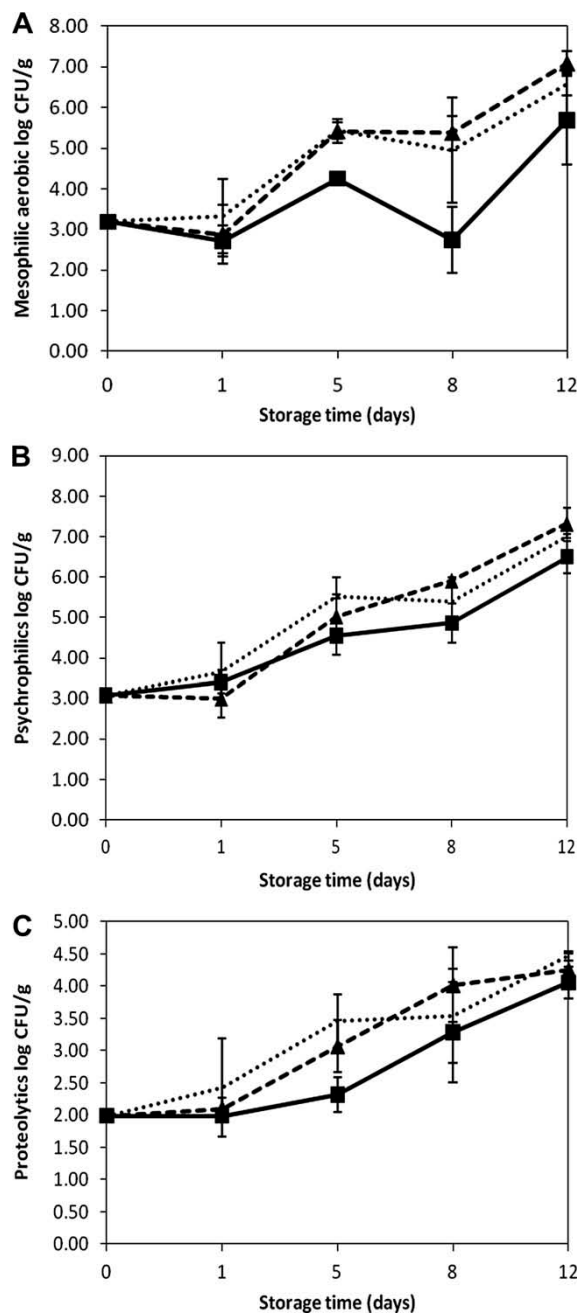 A
Mesophilic aerobic log CFU/g
8.00
7.00
6.00
5.00
4.00
3.00
2.00
1.00
0.00
0 1 5 8 12
Storage time (days)
B
Psychrophilics log CFU/g
9.00
8.00
7.00
6.00
5.00
4.00
3.00
2.00
1.00
0.00
0 1 5 8 12
Storage time (days)
C
Proteolytics log CFU/g
5.00
4.50
4.00
3.50
3.00
2.50
2.00
1.50
1.00
0.50
0.00
0 1 5 8 12
Storage time (days)